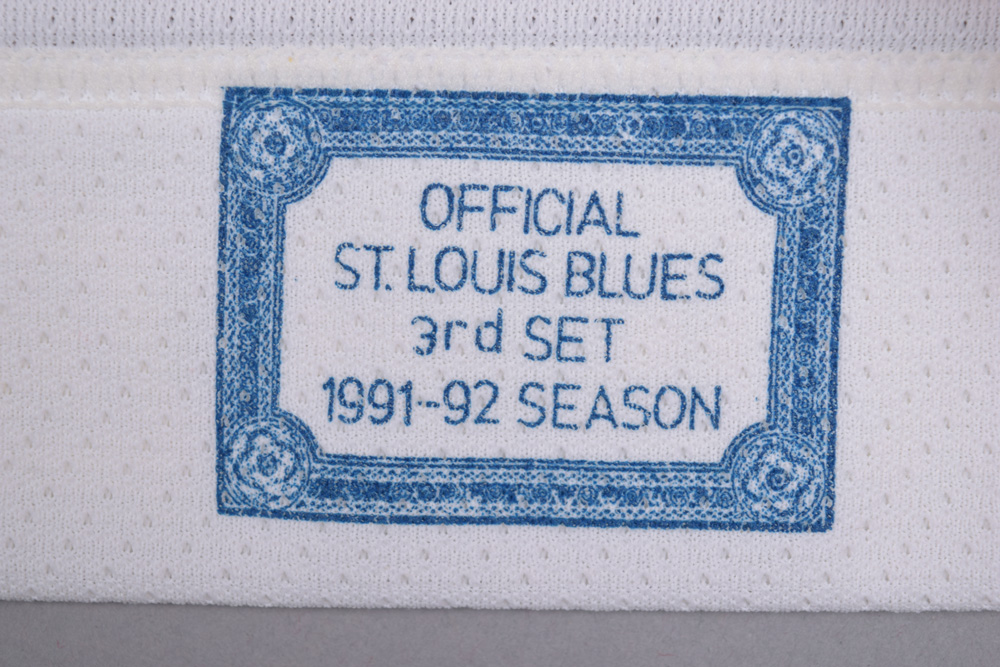 OFFICIAL
ST. LOUIS BLUES
3rd SET
1991-92 SEASON